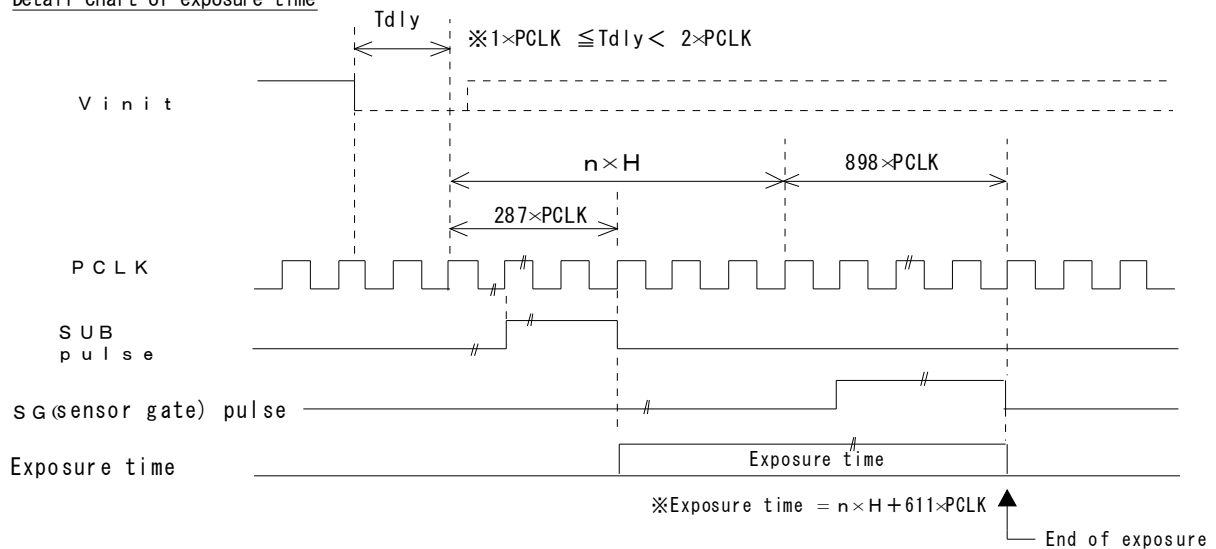 Detail chart of exposure time
Tdly
※1×PCLK ≦Tdly< 2×PCLK
Vinit
n×H
898×PCLK
287×PCLK
PCLK
SUB
pulse
SG(sensor gate) pulse
Exposure time
Exposure time
※Exposure time = n×H+611×PCLK
End of exposure